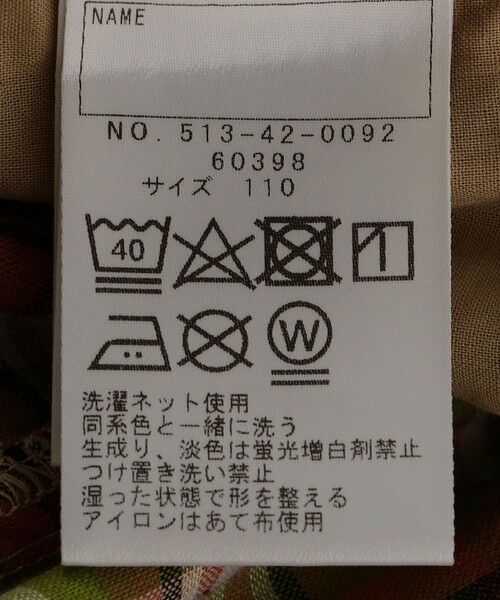 NAME
NO. 513-42-0092
60398
サイズ 110
40
W
洗濯ネット使用
同系色と一緒に洗う
生成り、淡色は蛍光増白剤禁止
つけ置き洗い禁止
湿った状態で形を整える
アイロンはあて布使用